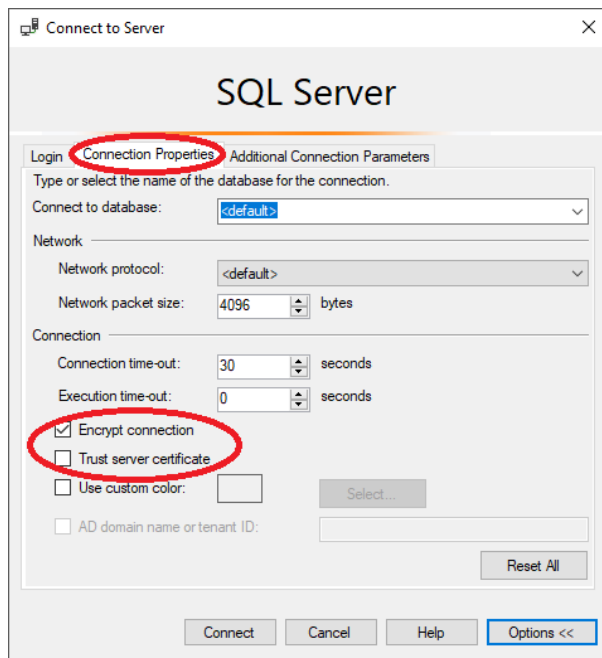 Connect to Server
SQL Server
Login Connection Properties Additional Connection Parameters
Type or select the name of the database for the connection.
Connect to database: <default>
Network
Network protocol: <default>
Network packet size: 4096 bytes
Connection
Connection time-out: 30 seconds
Execution time-out: 0 seconds
Encrypt connection
Trust server certificate
Use custom color: Select...
AD domain name or tenant ID:
Reset All
Connect Cancel Help Options <<